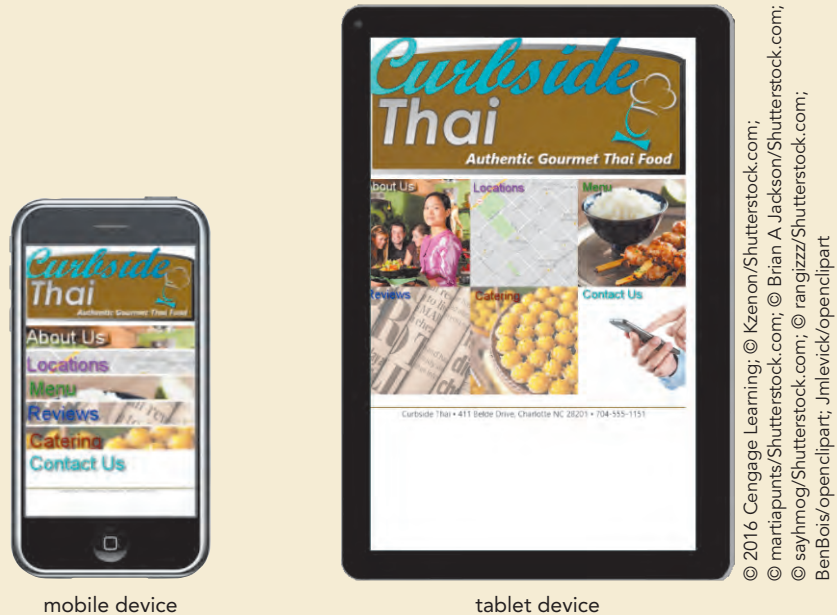 Curbside
Thai
Authentic Gourmet Thai Food
About Us
Locations
Menu
Reviews
Catering
Contact Us
mobile device
Curbside
Thai
Authentic Gourmet Thai Food
bout Us
Locations
Menu
Reviews
Catering
Contact Us
Curbside Thai • 411 Belde Drive, Charlotte NC 28201 • 704-555-1151
tablet device
© 2016 Cengage Learning; © Kzenon/Shutterstock.com;
© martiapunts/Shutterstock.com; © Brian A Jackson/Shutterstock.com;
© sayhmog/Shutterstock.com; © rangizzz/Shutterstock.com;
BenBois/openclipart; Jmlevick/openclipart